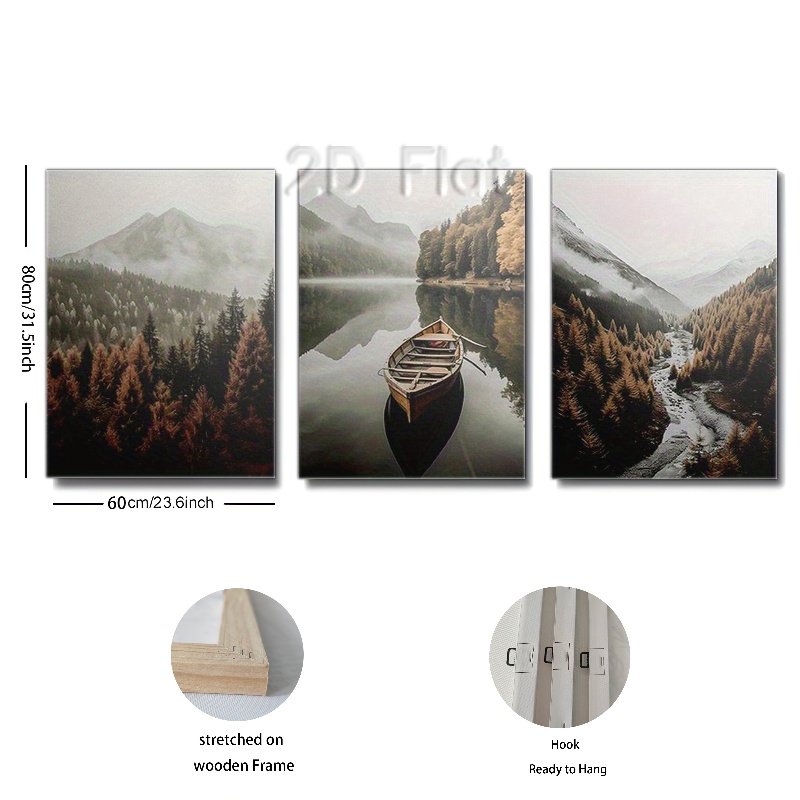 2D Flat
80cm/31.5inch
60cm/23.6inch
stretched on
wooden Frame
Hook
Ready to Hang